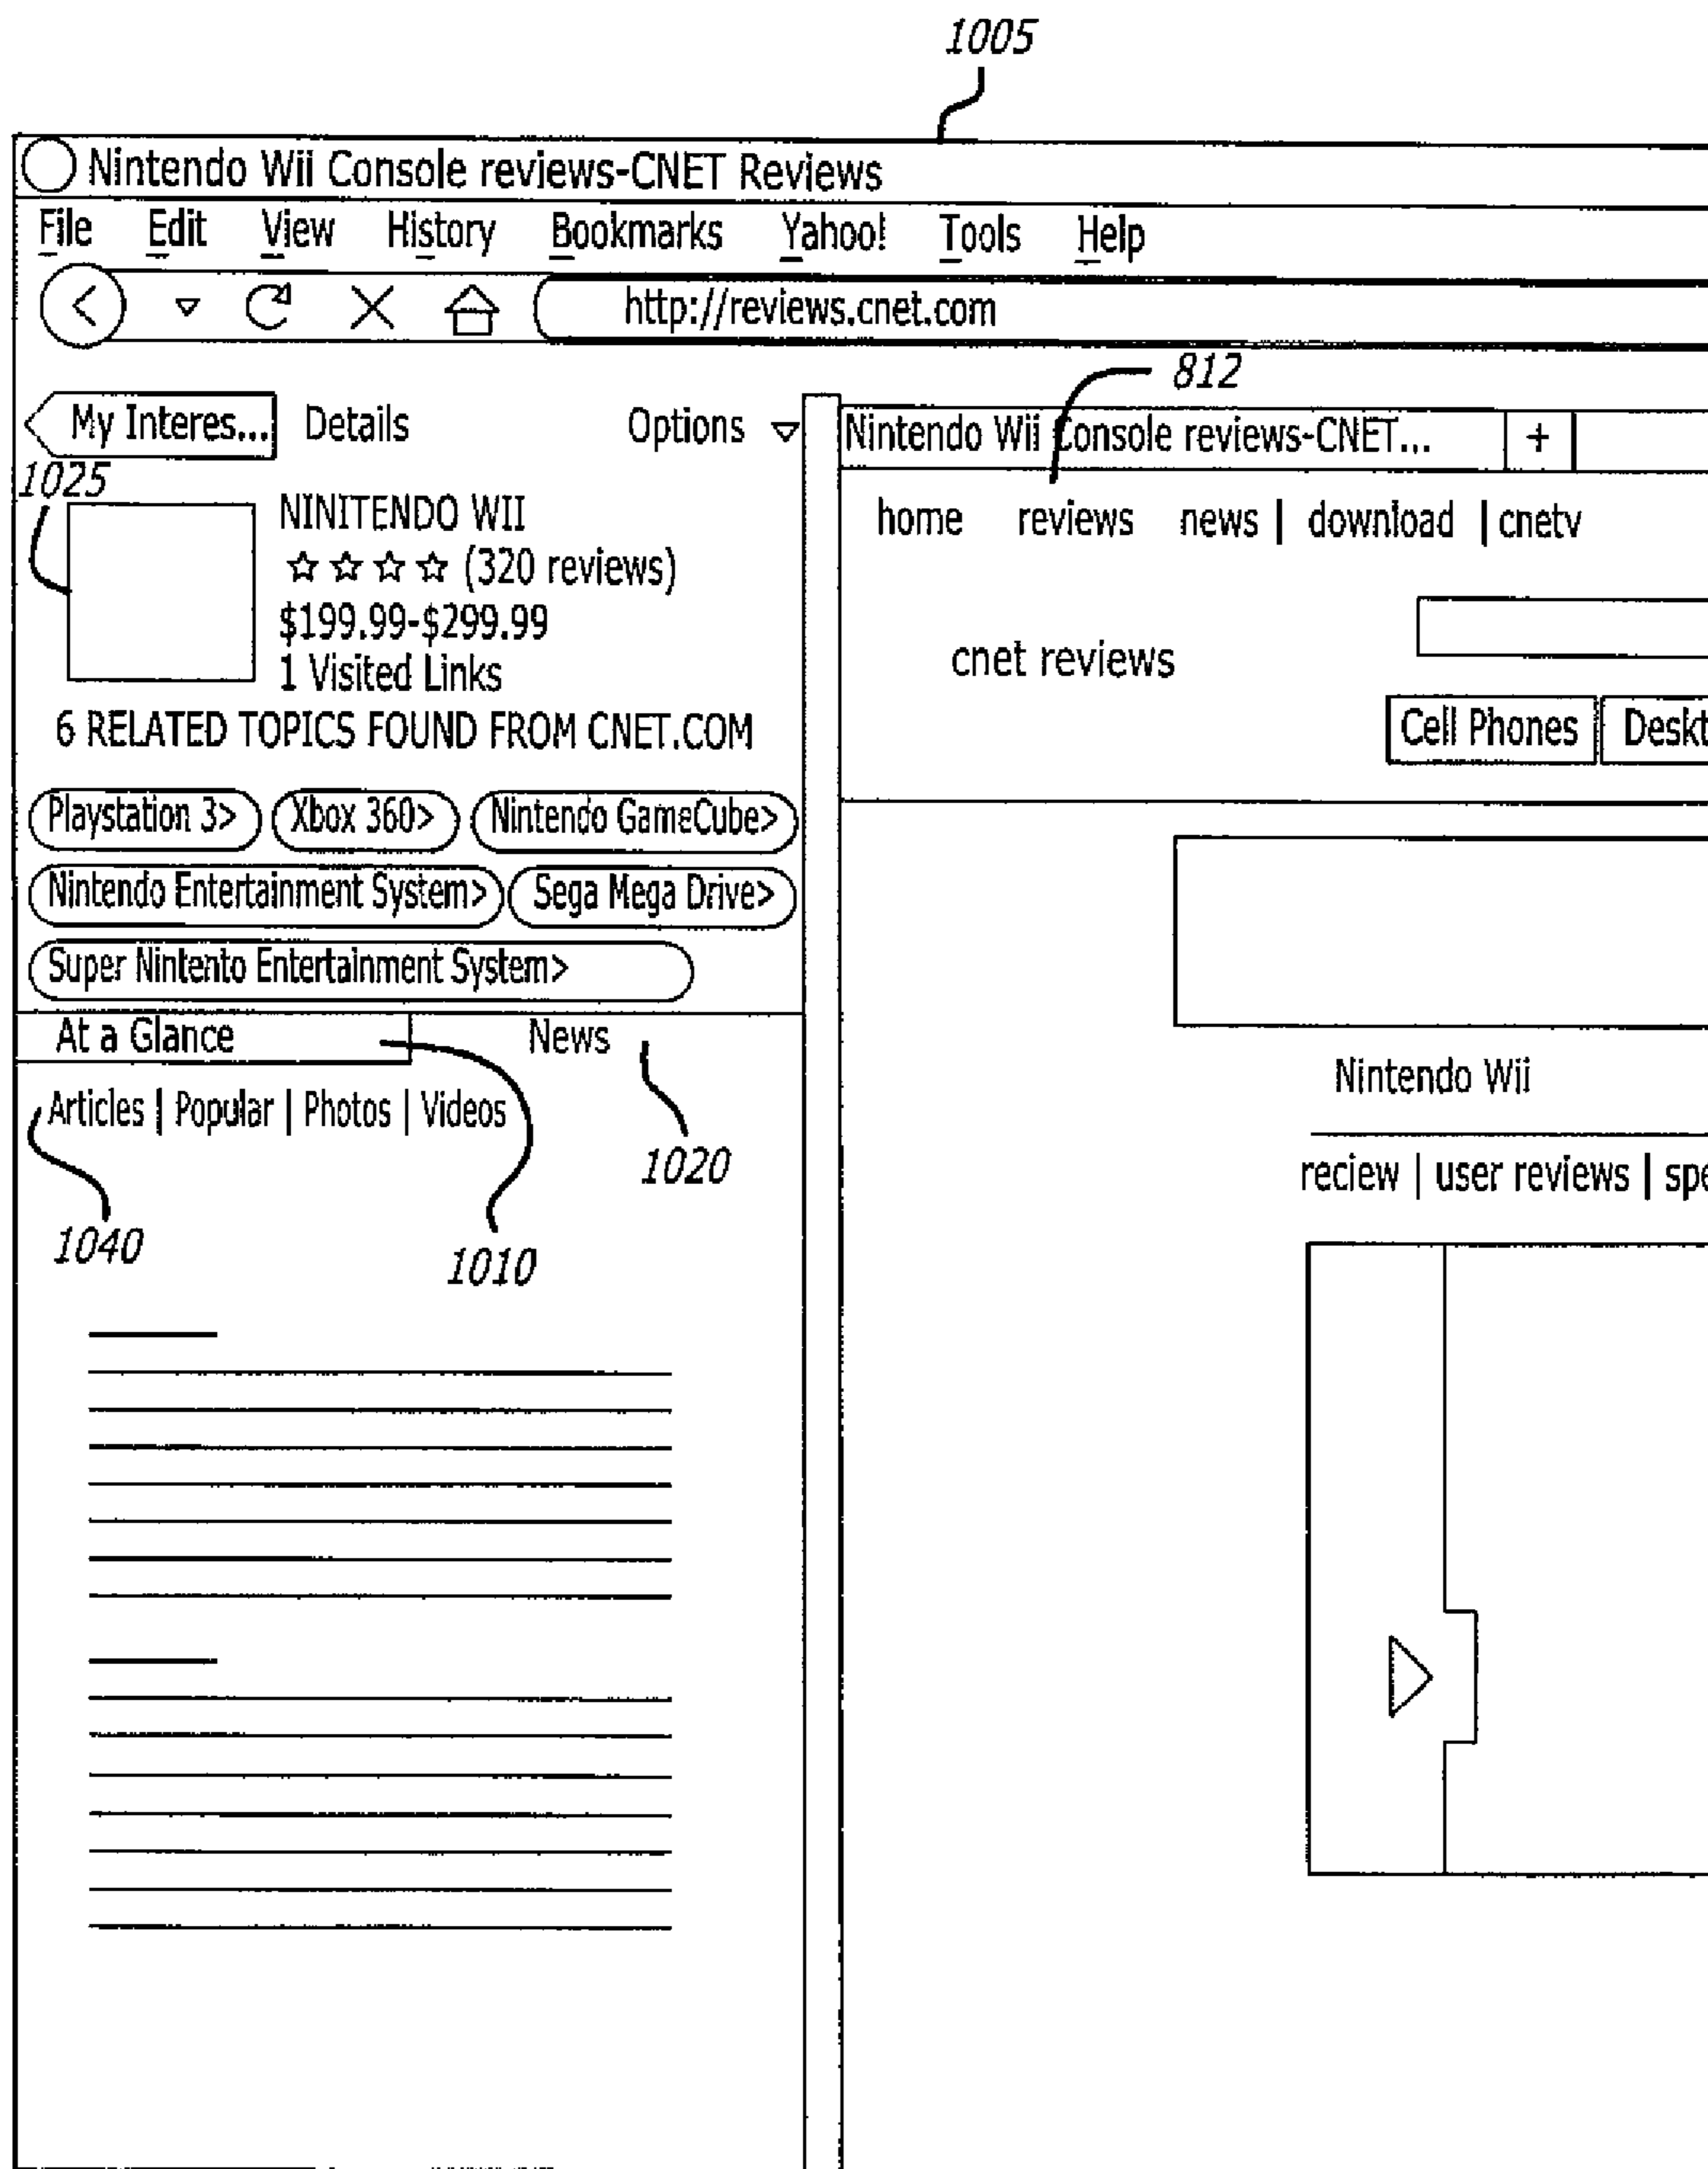 1005
Nintendo Wii Console reviews-CNET Reviews
File Edit View History Bookmarks Yahoo! Tools Help
http://reviews.cnet.com
812
My Interes... Details Options
Nintendo Wii Console reviews-CNET... +
1025
NINITENDO WII
(320 reviews)
$199.99-$299.99
1 Visited Links
6 RELATED TOPICS FOUND FROM CNET.COM
Playstation 3> Xbox 360> Nintendo GameCube>
Nintendo Entertainment System> Sega Mega Drive>
Super Nintento Entertainment System>
At a Glance News
Articles | Popular | Photos | Videos
1020
1040
1010
home reviews news | download | cnetv
cnet reviews
Cell Phones Deskt
Nintendo Wii
reciew | user reviews | spe